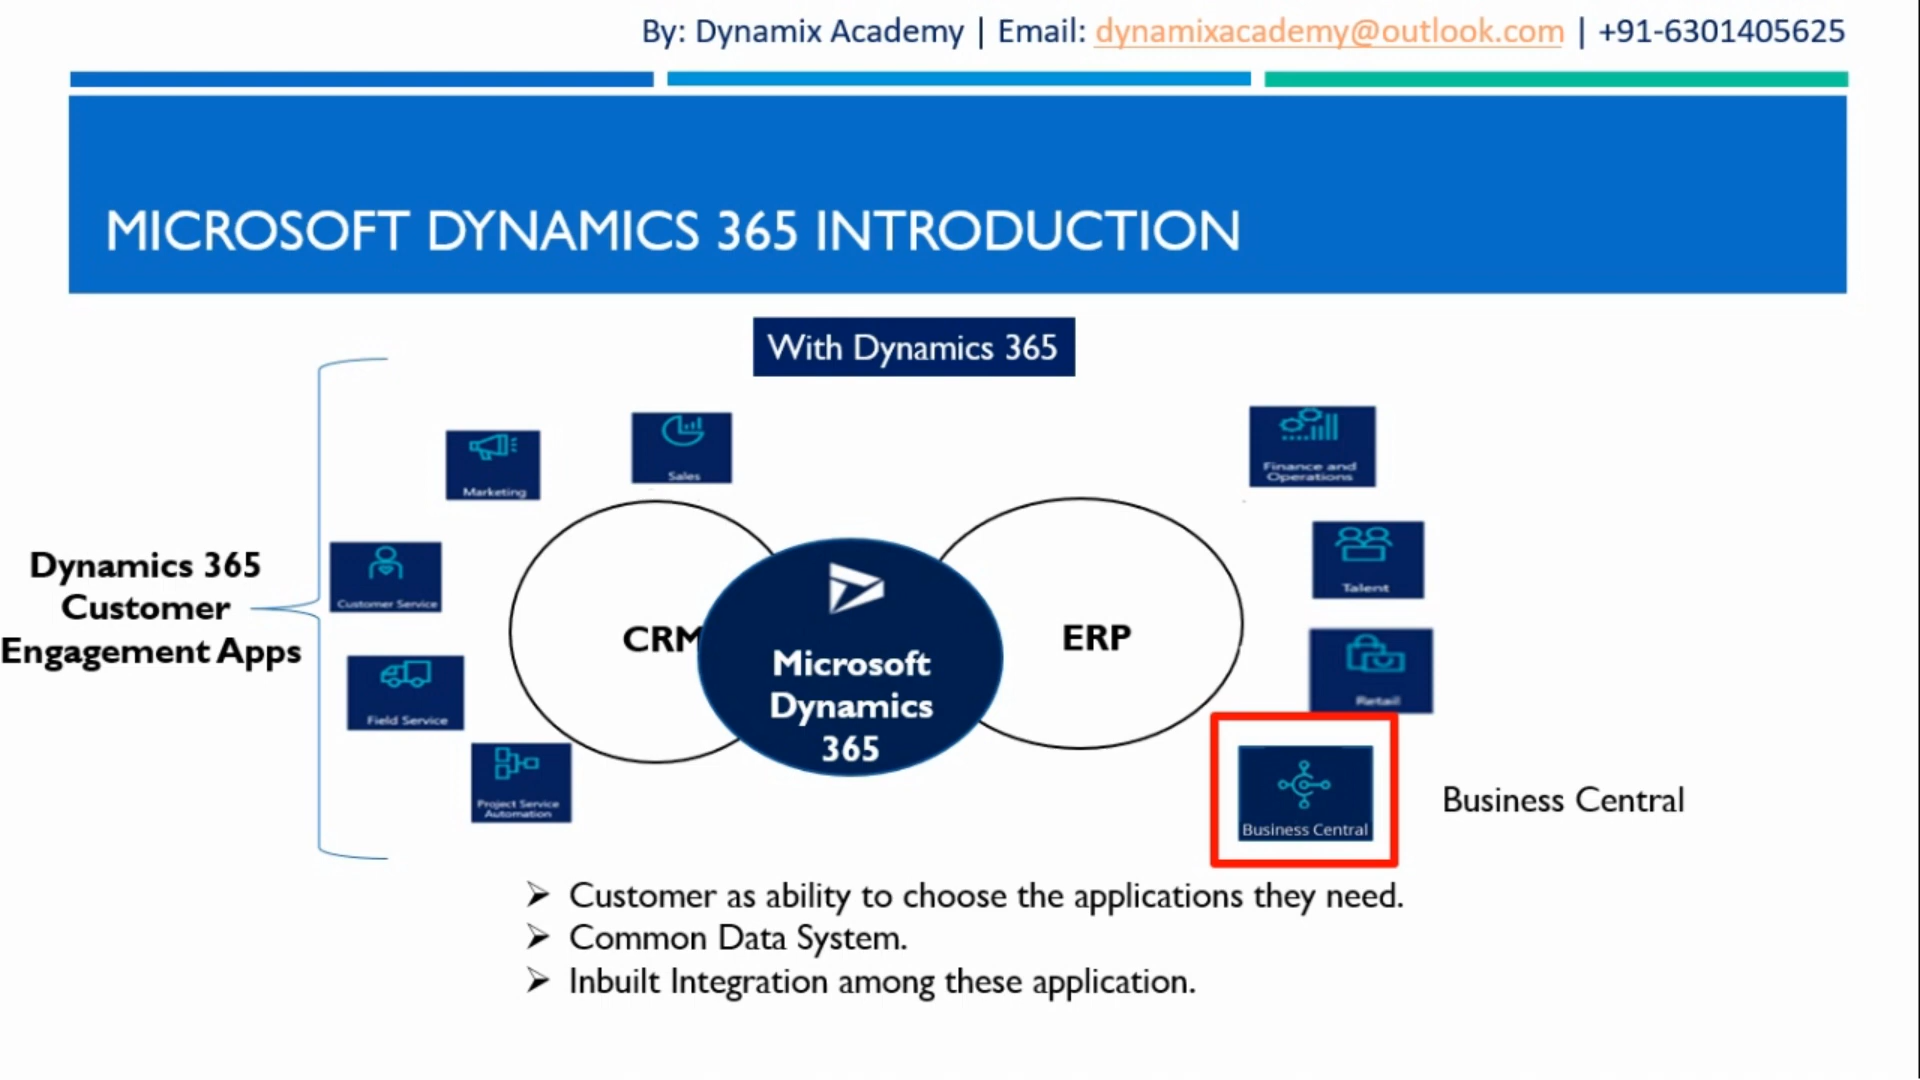 By: Dynamix Academy | Email: dynamixacademy@outlook.com | +91-6301405625
MICROSOFT DYNAMICS 365 INTRODUCTION
With Dynamics 365
Dynamics 365
Customer
Engagement Apps
Marketing
Sales
Customer Service
Field Service
Project Service
Automation
CRM
Microsoft
Dynamics
365
ERP
Finance and
Operations
Talent
Retail
Business Central
Business Central
➢ Customer as ability to choose the applications they need.
➢ Common Data System.
➢ Inbuilt Integration among these application.